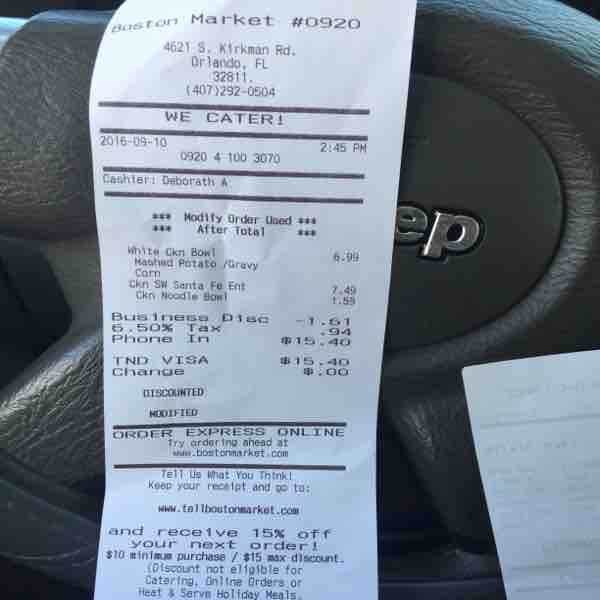 Boston Market #0920
4621 S. Kirkman Rd.
Orlando, FL
32811.
(407)292-0504
WE CATER!
2016-09-10 2:45 PM
0920 4 100 3070
Cashier: Deborath A
*** Modify Order Used ***
*** After Total ***
White Ckn Bowl 6.99
Mashed Potato /Gravy
Corn
Ckn SW Santa Fe Ent 7.49
Ckn Noodle Bowl 1.59
Business Disc -1.61
6.50% Tax .94
Phone In $15.40
TND VISA $15.40
Change $.00
DISCOUNTED
MODIFIED
ORDER EXPRESS ONLINE
Try ordering ahead at
www.bostonmarket.com
Tell Us What You Think!
Keep your receipt and go to:
www.tellbostonmarket.com
and receive 15% off
your next order!
$10 minimum purchase / $15 max discount.
(Discount not eligible for
Catering, Online Orders or
Heat & Serve Holiday Meals.
ep